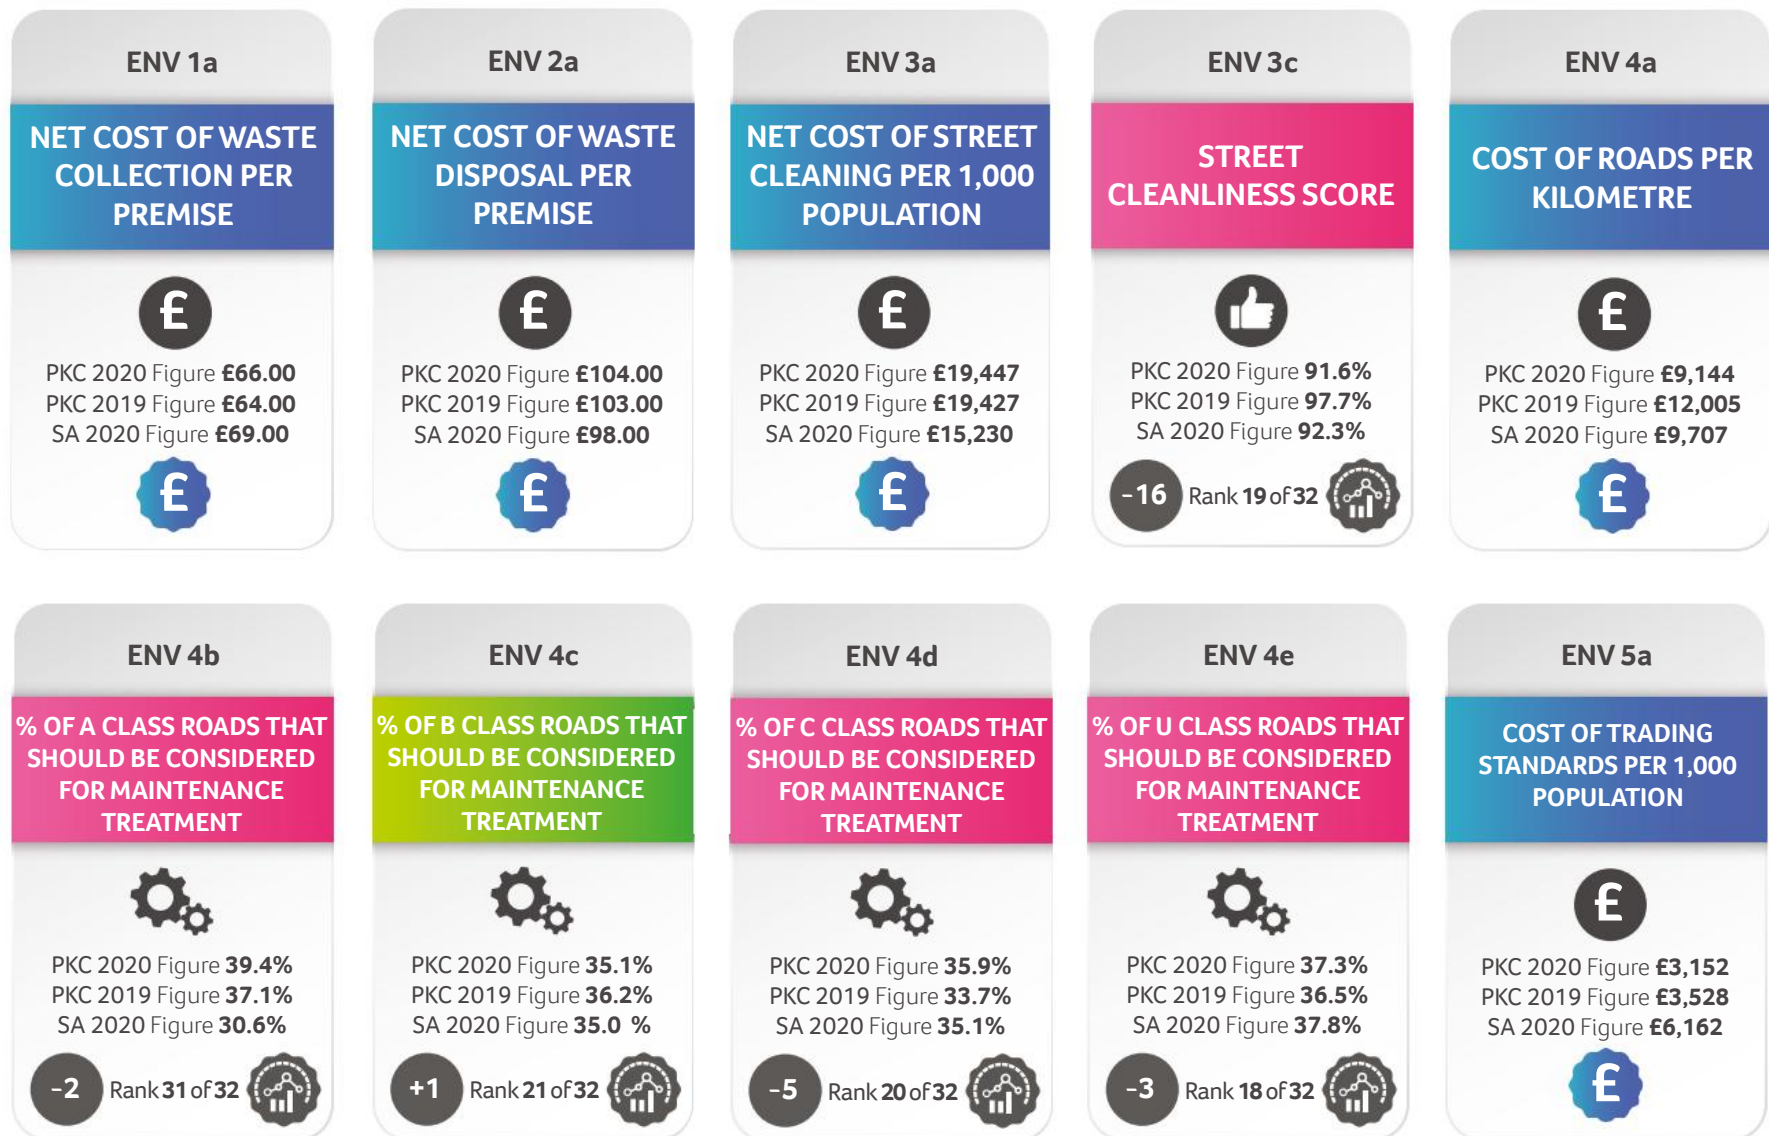 ENV 1a
NET COST OF WASTE
COLLECTION PER
PREMISE
£
PKC 2020 Figure £66.00
PKC 2019 Figure £64.00
SA 2020 Figure £69.00
£
ENV 2a
NET COST OF WASTE
DISPOSAL PER
PREMISE
£
PKC 2020 Figure £104.00
PKC 2019 Figure £103.00
SA 2020 Figure £98.00
£
ENV 3a
NET COST OF STREET
CLEANING PER 1,000
POPULATION
£
PKC 2020 Figure £19,447
PKC 2019 Figure £19,427
SA 2020 Figure £15,230
£
ENV 3c
STREET
CLEANLINESS SCORE
PKC 2020 Figure 91.6%
PKC 2019 Figure 97.7%
SA 2020 Figure 92.3%
-16 Rank 19 of 32
ENV 4a
COST OF ROADS PER
KILOMETRE
£
PKC 2020 Figure £9,144
PKC 2019 Figure £12,005
SA 2020 Figure £9,707
£
ENV 4b
% OF A CLASS ROADS THAT
SHOULD BE CONSIDERED
FOR MAINTENANCE
TREATMENT
PKC 2020 Figure 39.4%
PKC 2019 Figure 37.1%
SA 2020 Figure 30.6%
-2 Rank 31 of 32
ENV 4c
% OF B CLASS ROADS THAT
SHOULD BE CONSIDERED
FOR MAINTENANCE
TREATMENT
PKC 2020 Figure 35.1%
PKC 2019 Figure 36.2%
SA 2020 Figure 35.0 %
+1 Rank 21 of 32
ENV 4d
% OF C CLASS ROADS THAT
SHOULD BE CONSIDERED
FOR MAINTENANCE
TREATMENT
PKC 2020 Figure 35.9%
PKC 2019 Figure 33.7%
SA 2020 Figure 35.1%
-5 Rank 20 of 32
ENV 4e
% OF U CLASS ROADS THAT
SHOULD BE CONSIDERED
FOR MAINTENANCE
TREATMENT
PKC 2020 Figure 37.3%
PKC 2019 Figure 36.5%
SA 2020 Figure 37.8%
-3 Rank 18 of 32
ENV 5a
COST OF TRADING
STANDARDS PER 1,000
POPULATION
£
PKC 2020 Figure £3,152
PKC 2019 Figure £3,528
SA 2020 Figure £6,162
£